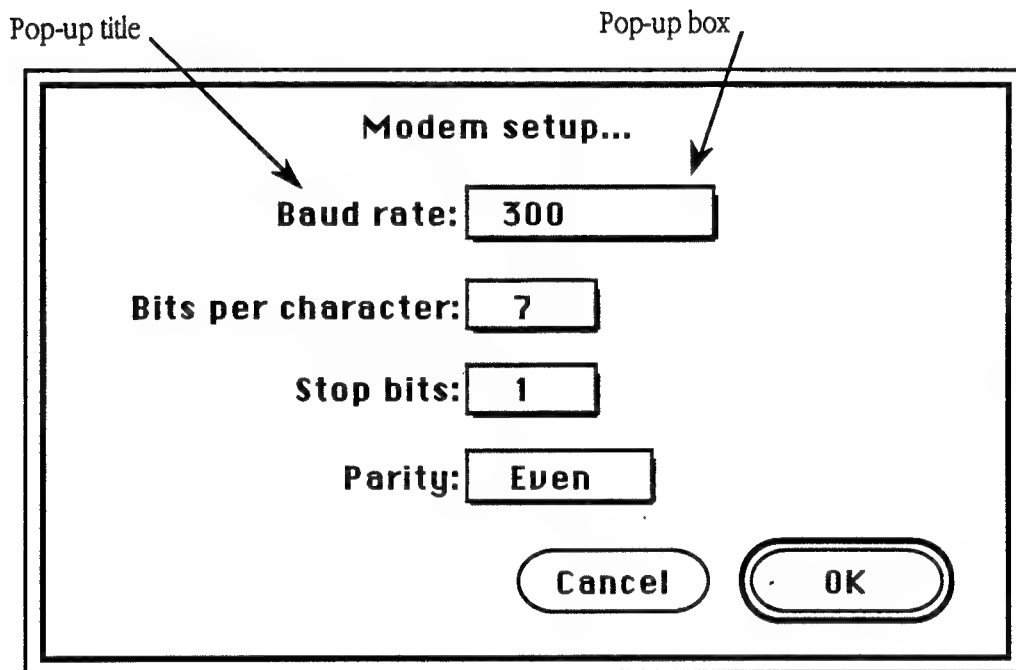 Pop-up title
Pop-up box
Modem setup...
Baud rate: 300
Bits per character: 7
Stop bits: 1
Parity: Even
Cancel OK